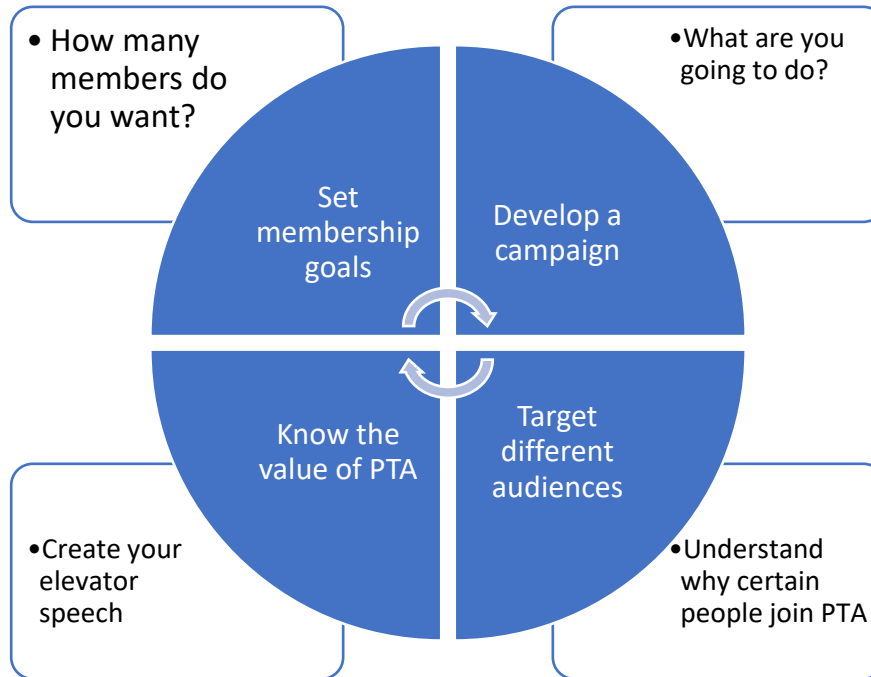 • How many
members do
you want?
•What are you
going to do?
Set
membership
goals
Develop a
campaign
Know the
value of PTA
Target
different
audiences
•Create your
elevator
speech
•Understand
why certain
people join PTA